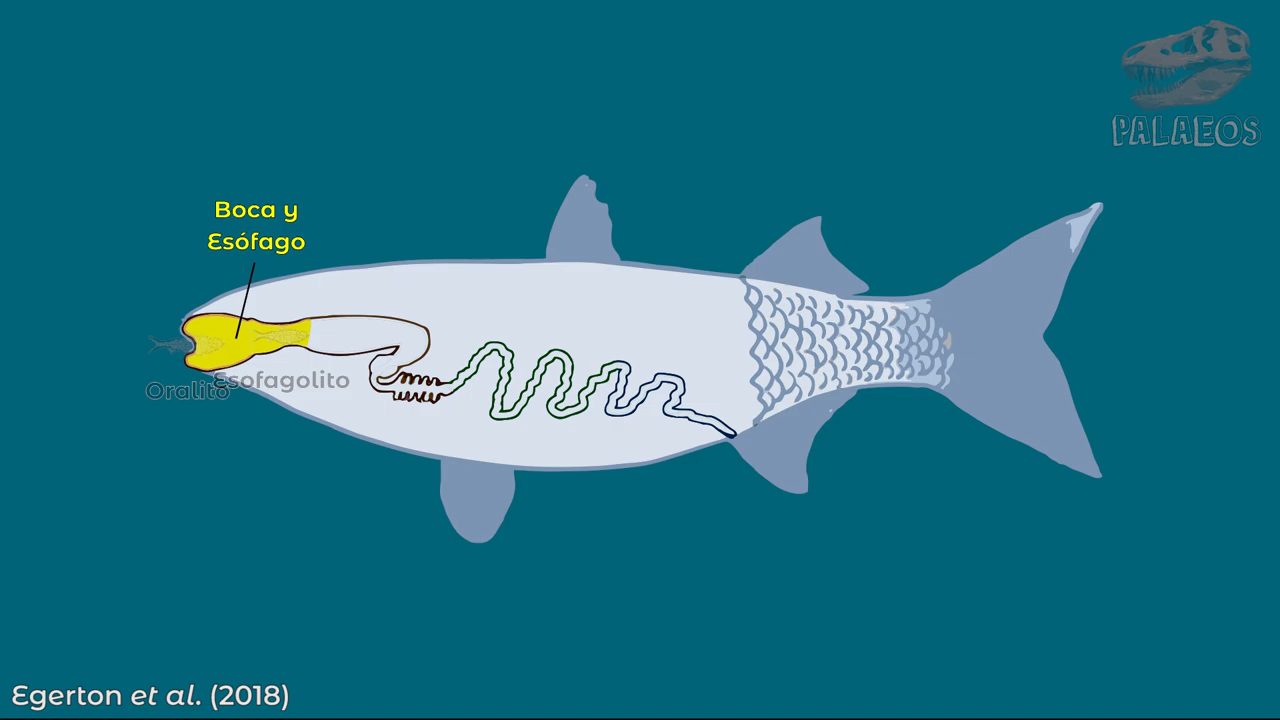 PALAEOS
Boca y
Esófago
Esofagolito
Oralito
Egerton et al. (2018)